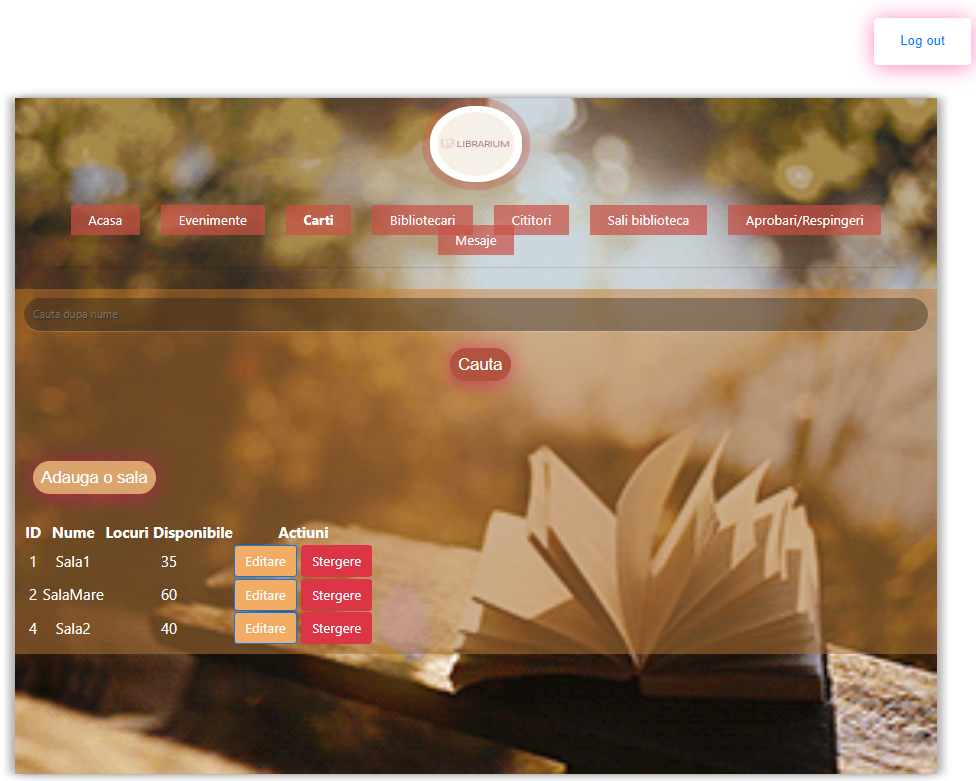 Log out
LIBRARIUM
Acasa Evenimente Carti Bibliotecari Cititori Sali biblioteca Aprobari/Respingeri
Mesaje
Cauta dupa nume
Cauta
Adauga o sala
ID Nume Locuri Disponibile Actiuni
1 Sala1 35 Editare Stergere
2 SalaMare 60 Editare Stergere
4 Sala2 40 Editare Stergere